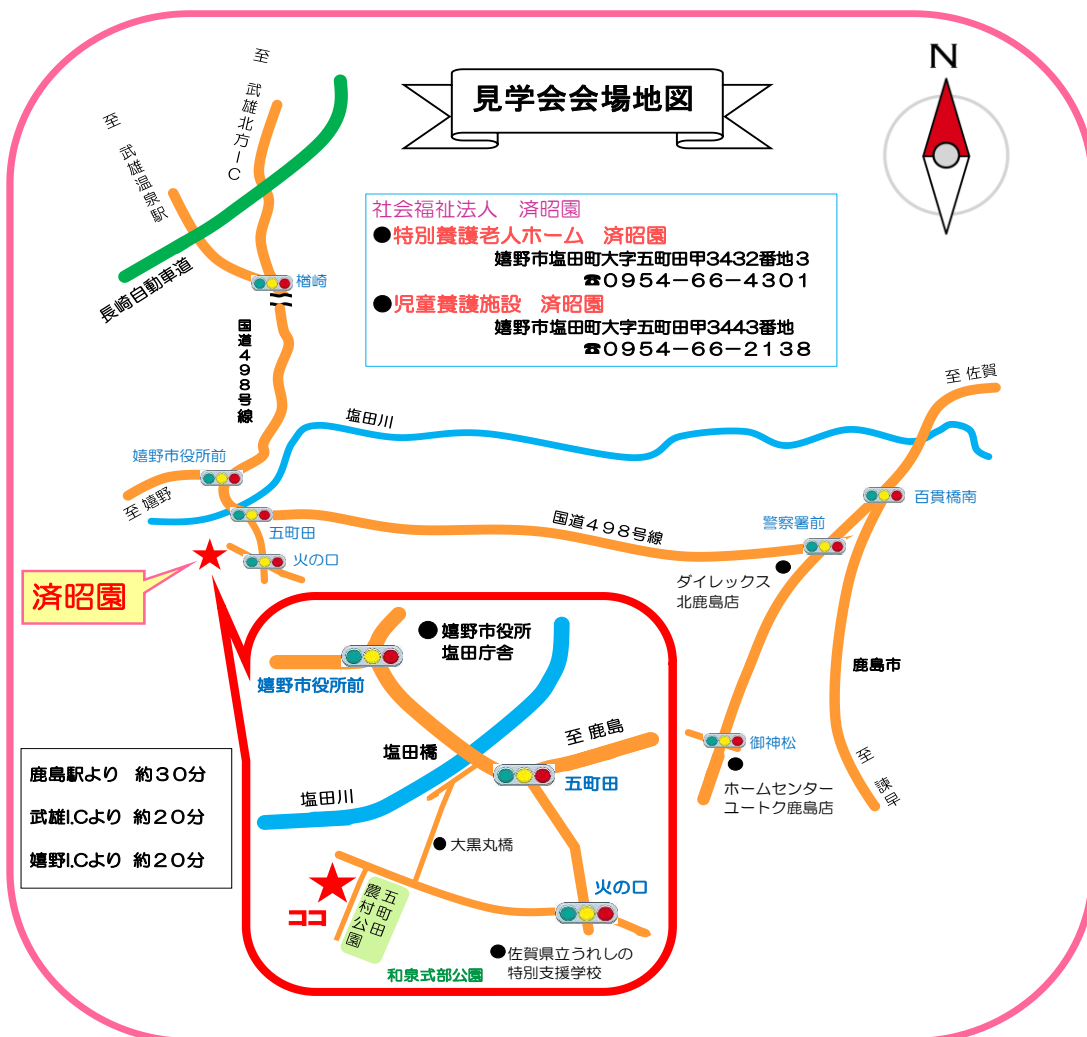 見学会会場地図
N
至 武雄北方IC
至 武雄温泉駅
長崎自動車道
楢崎
国道498号線
社会福祉法人 済昭園
●特別養護老人ホーム 済昭園
嬉野市塩田町大字五町田甲3432番地3
☎0954-66-4301
●児童養護施設 済昭園
嬉野市塩田町大字五町田甲3443番地
☎0954-66-2138
至 佐賀
塩田川
嬉野市役所前
至 嬉野
五町田
火の口
国道498号線
警察署前
百貫橋南
ダイレックス
北鹿島店
済昭園
鹿島市
御神松
ホームセンター
ユートク鹿島店
至 諫早
嬉野市役所
塩田庁舎
嬉野市役所前
塩田橋
至 鹿島
五町田
塩田川
大黒丸橋
火の口
ココ
五町田
農村公園
佐賀県立うれしの
特別支援学校
和泉式部公園
鹿島駅より 約30分
武雄I.Cより 約20分
嬉野I.Cより 約20分